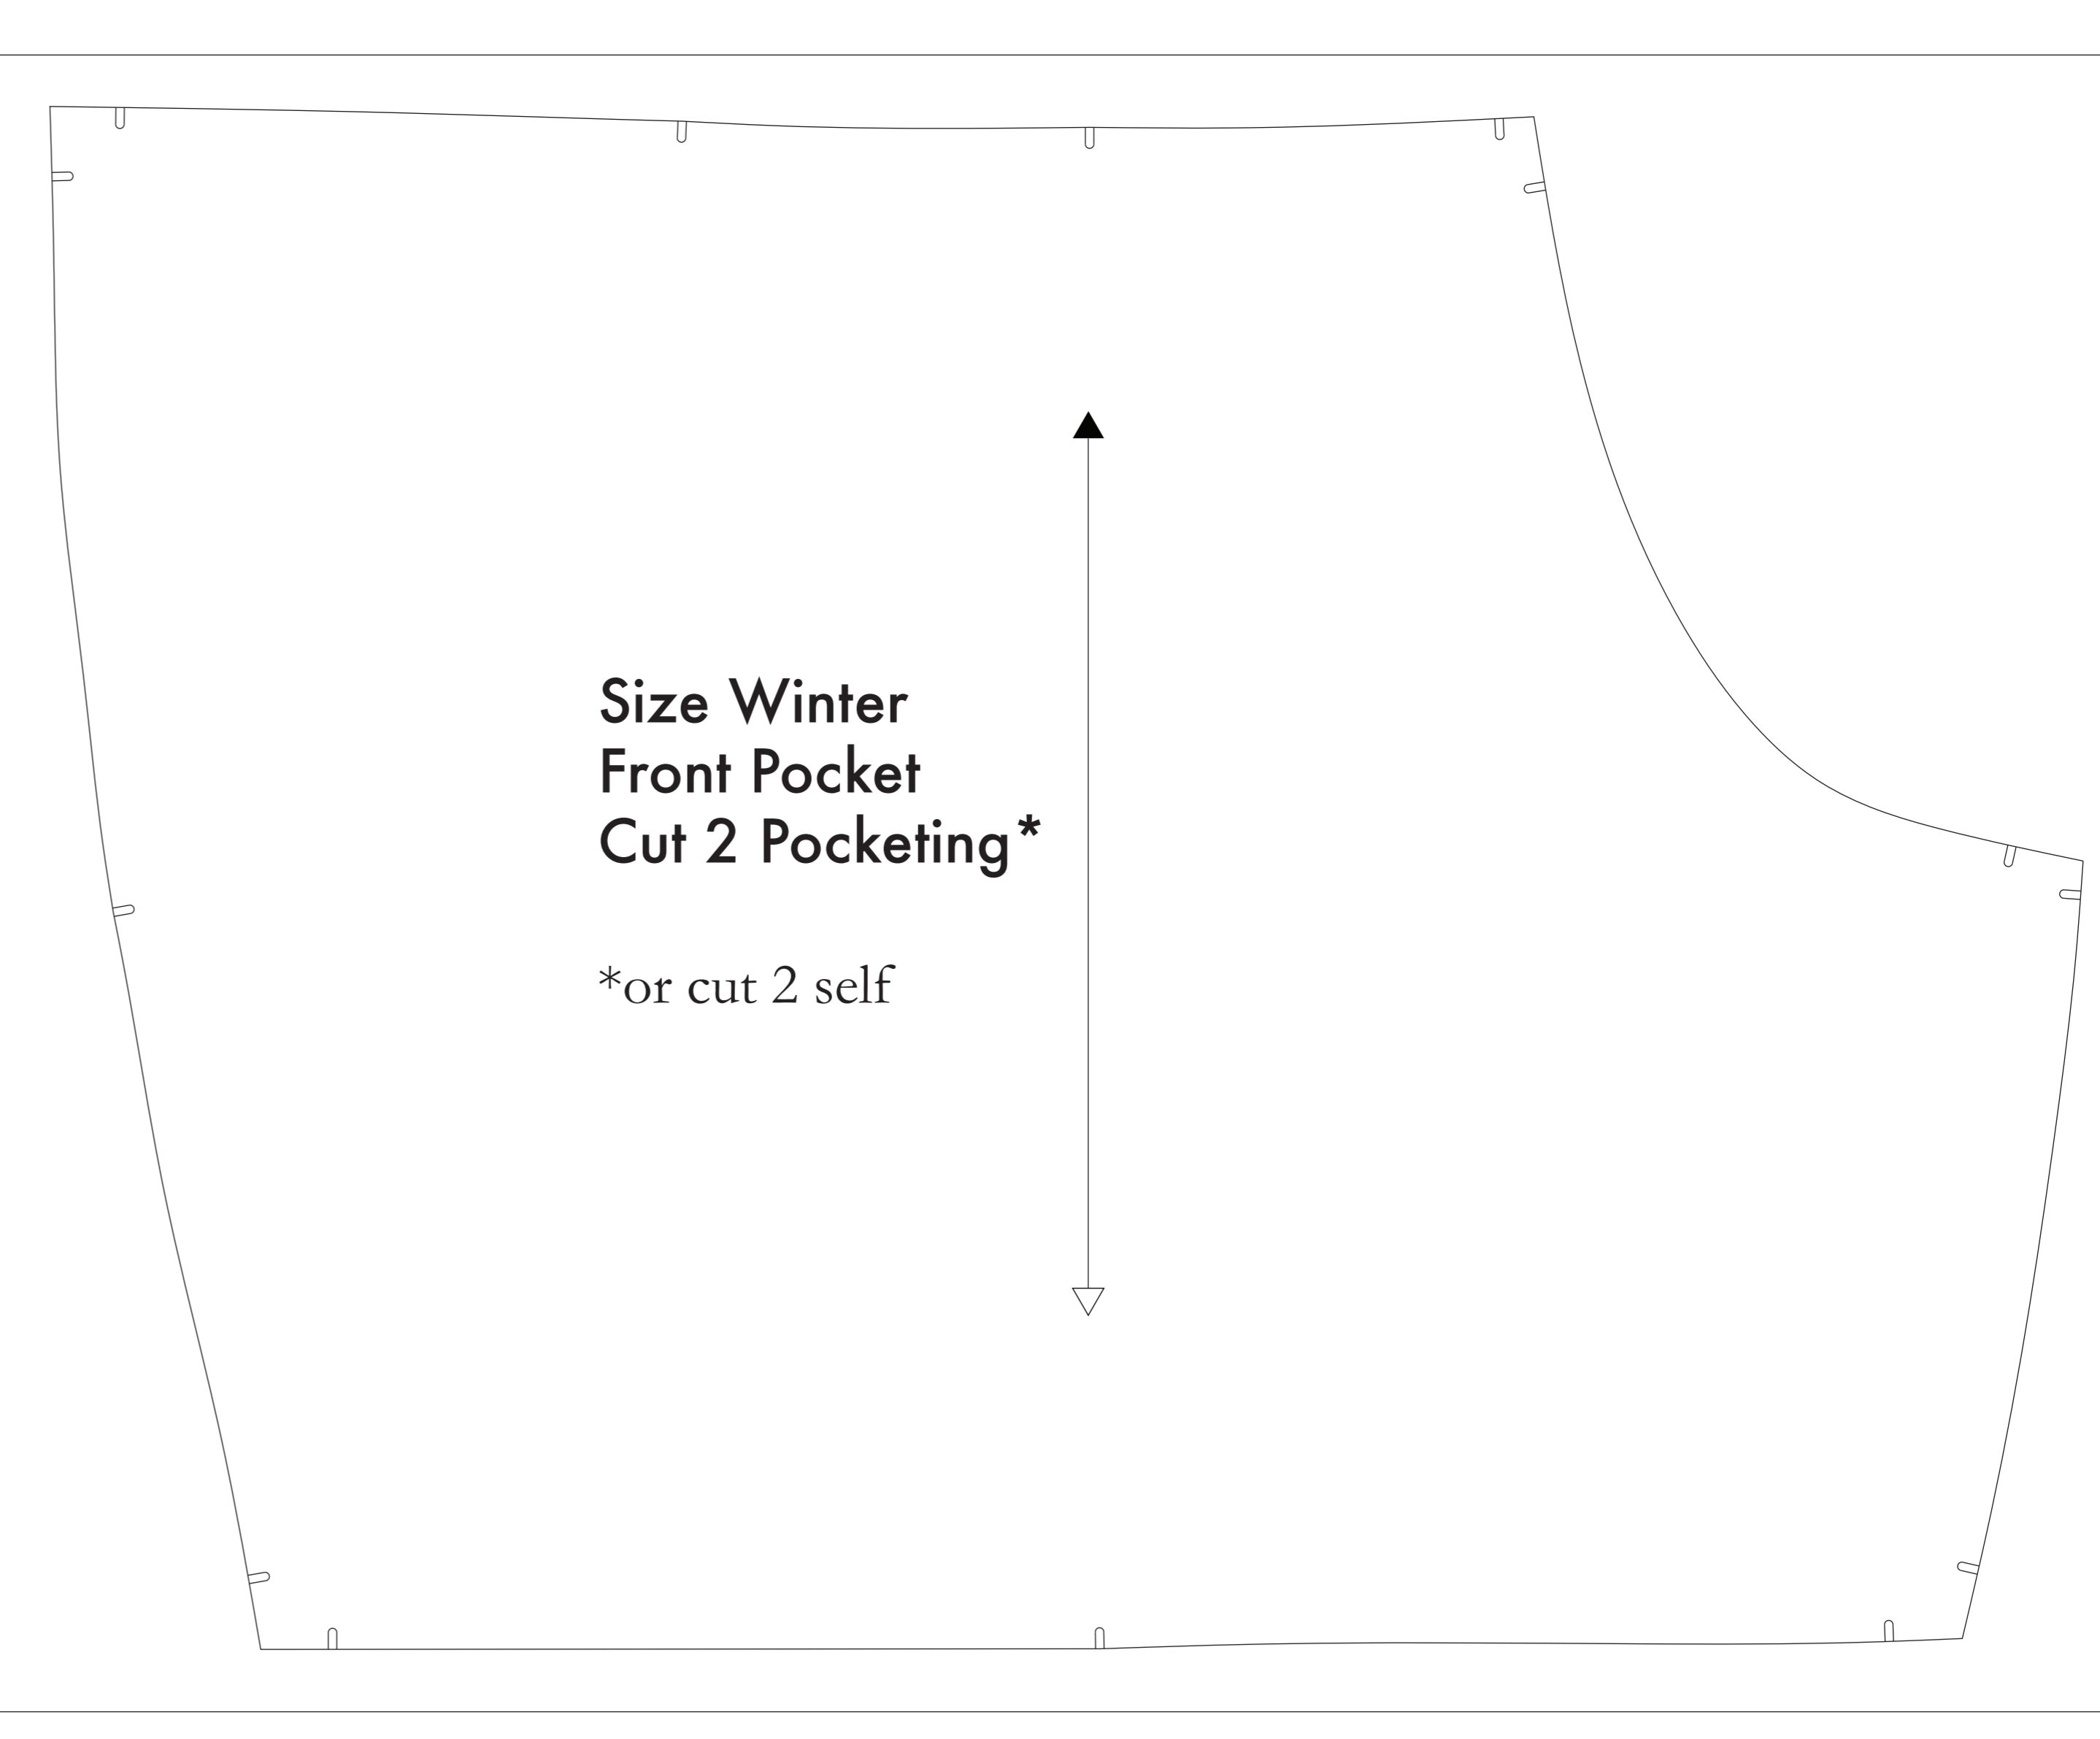 Size Winter
Front Pocket
Cut 2 Pocketing*
*or cut 2 self